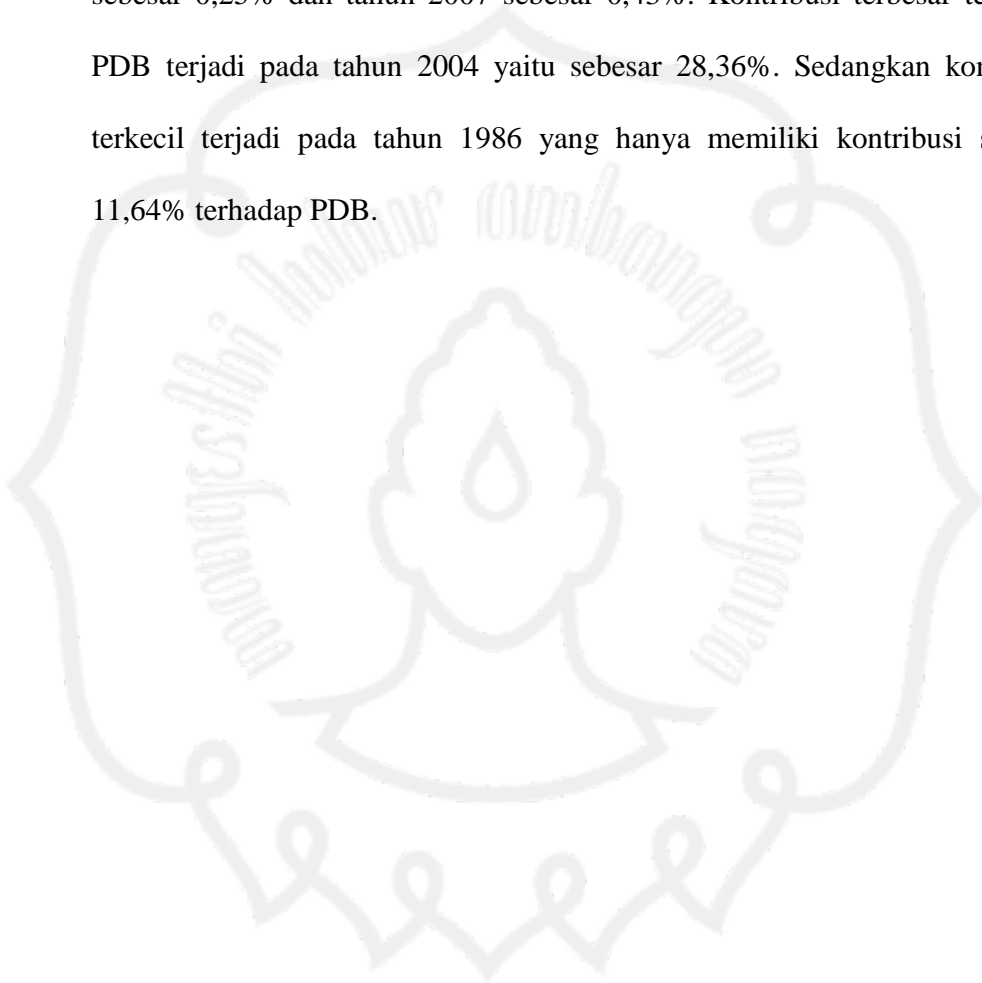 sebesar dan tahun 2007 sebesar Kontribusi terbesar te
PDB terjadi pada tahun 2004 yaitu sebesar 28,36%. Sedangkan kon
terkecil terjadi pada tahun 1986 yang hanya memiliki kontribusi s
11,64% terhadap PDB.